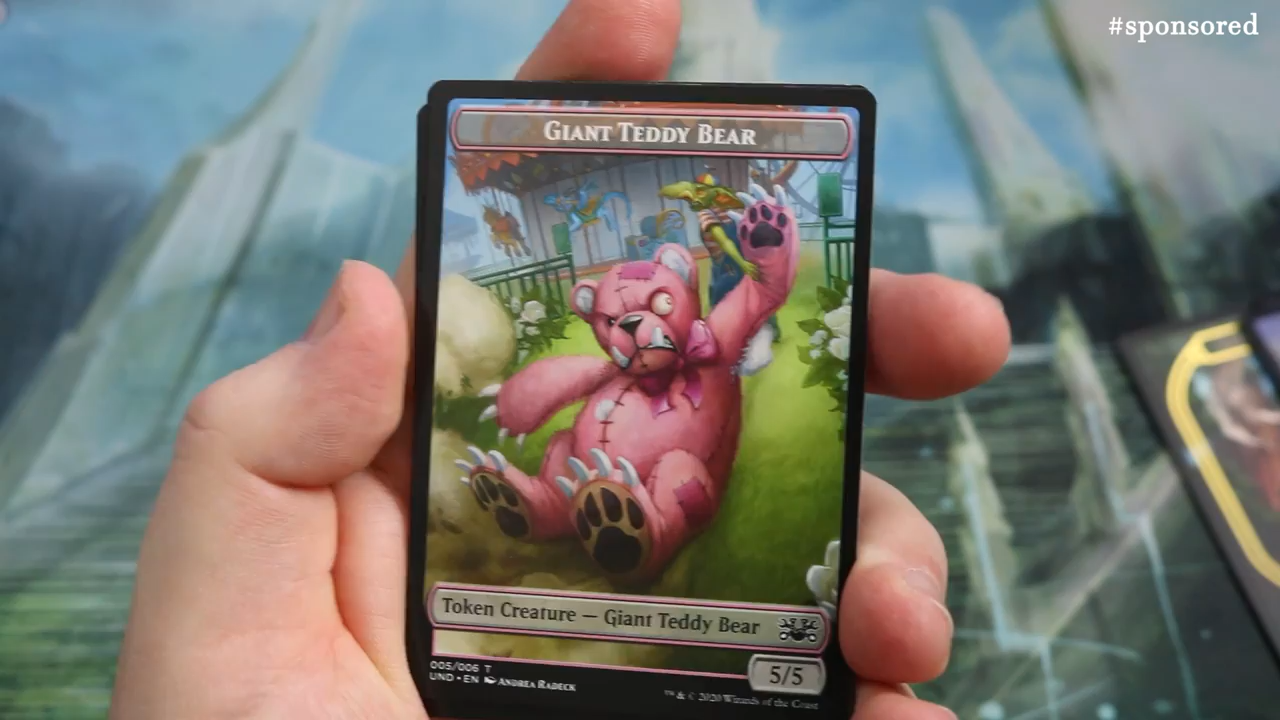 #sponsored
Giant Teddy Bear
Token Creature — Giant Teddy Bear
5/5
005/006 T
UND • EN Andrea Radeck
™ & © 2020 Wizards of the Coast